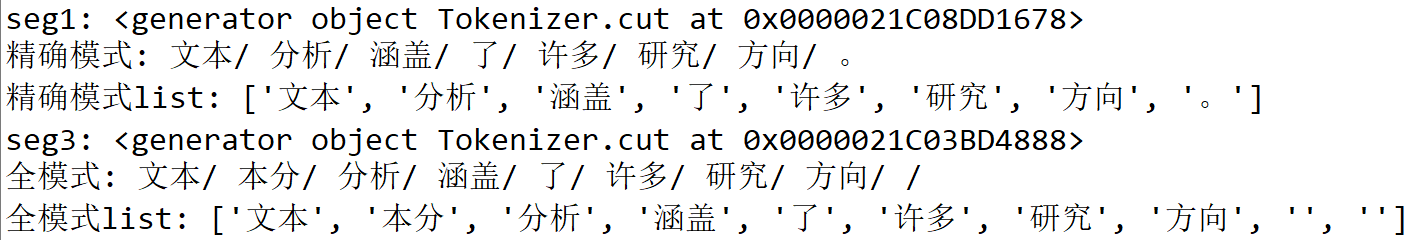 seg1: <generator object Tokenizer.cut at 0x0000021C08DD1678>
精确模式: 文本/ 分析/ 涵盖/ 了/ 许多/ 研究/ 方向/ 。
精确模式list: ['文本', '分析', '涵盖', '了', '许多', '研究', '方向', '。']
seg3: <generator object Tokenizer.cut at 0x0000021C03BD4888>
全模式: 文本/ 本分/ 分析/ 涵盖/ 了/ 许多/ 研究/ 方向/ /
全模式list: ['文本', '本分', '分析', '涵盖', '了', '许多', '研究', '方向', '', '']